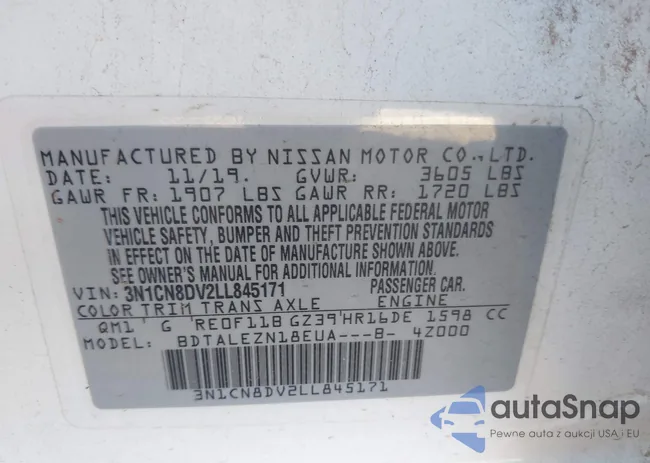 MANUFACTURED BY NISSAN MOTOR CO.,LTD.
DATE: 11/19. GVWR: 3605 LBS
GAWR FR: 1907 LBS GAWR RR: 1720 LBS
THIS VEHICLE CONFORMS TO ALL APPLICABLE FEDERAL MOTOR
VEHICLE SAFETY, BUMPER AND THEFT PREVENTION STANDARDS
IN EFFECT ON THE DATE OF MANUFACTURE SHOWN ABOVE.
SEE OWNER'S MANUAL FOR ADDITIONAL INFORMATION.
VIN: 3N1CN8DV2LL845171 PASSENGER CAR.
COLOR TRIM TRANS AXLE ENGINE
QM1 G RE0F11B GZ39 HR16DE 1598 CC
MODEL: BDTALEZN18EUA---B- 4Z000
3N1CN8DV2LL845171
autaSnap
Pewne auta z aukcji USA i EU